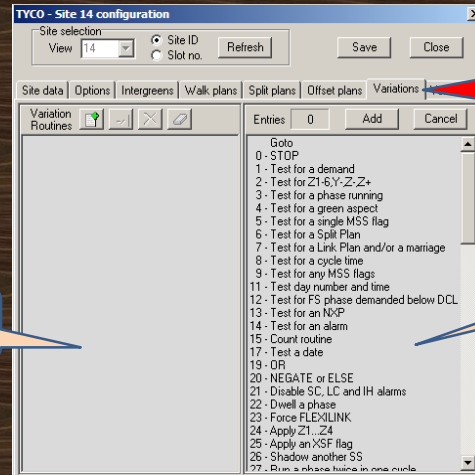 TYCO - Site 14 configuration
Site selection
View 14 Site ID Slot no. Refresh Save Close
Site data Options Intergreens Walk plans Split plans Offset plans Variations
Variation Routines
Entries 0 Add Cancel
Goto
0 - STOP
1 - Test for a demand
2 - Test for Z1-6,Y-,Z-,Z+
3 - Test for a phase running
4 - Test for a green aspect
5 - Test for a single MSS flag
6 - Test for a Split Plan
7 - Test for a Link Plan and/or a marriage
8 - Test for a cycle time
9 - Test for any MSS flags
11 - Test day number and time
12 - Test for FS phase demanded below DCL
13 - Test for an NXP
14 - Test for an alarm
15 - Count routine
17 - Test a date
19 - OR
20 - NEGATE or ELSE
21 - Disable SC, LC and IH alarms
22 - Dwell a phase
23 - Force FLEXILINK
24 - Apply Z1...Z4
25 - Apply an XSF flag
26 - Shadow another SS
27 - Run a phase twice in one cycle